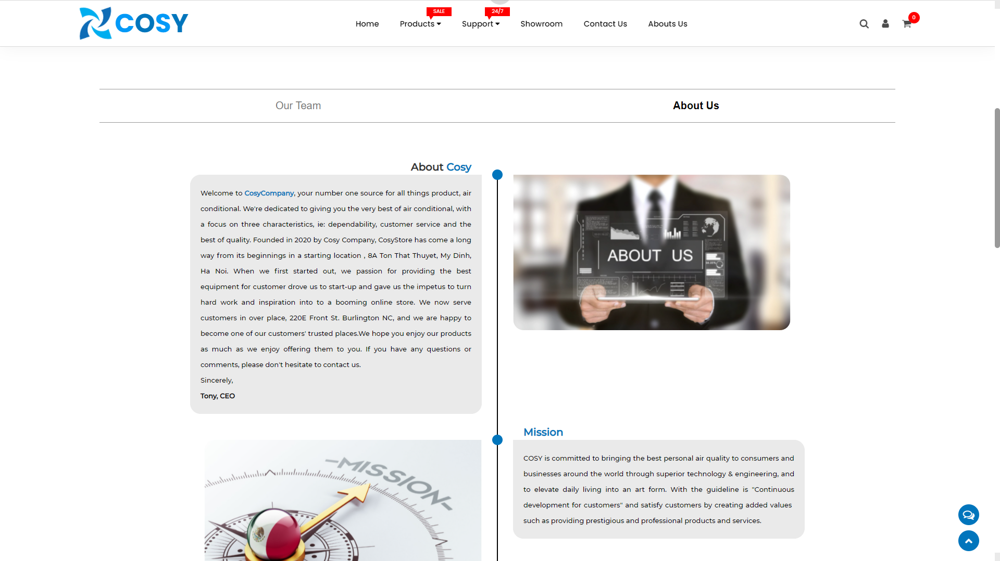 COSY
Home
Products
SALE
Support
24/7
Showroom
Contact Us
Abouts Us
0
Our Team
About Us
About Cosy
Welcome to CosyCompany, your number one source for all things product, air
conditional. We're dedicated to giving you the very best of air conditional, with
a focus on three characteristics, ie: dependability, customer service and the
best of quality. Founded in 2020 by Cosy Company, CosyStore has come a long
way from its beginnings in a starting location , 8A Ton That Thuyet, My Dinh,
Ha Noi. When we first started out, we passion for providing the best
equipment for customer drove us to start-up and gave us the impetus to turn
hard work and inspiration into to a booming online store. We now serve
customers in over place, 220E Front St. Burlington NC, and we are happy to
become one of our customers' trusted places.We hope you enjoy our products
as much as we enjoy offering them to you. If you have any questions or
comments, please don't hesitate to contact us.
Sincerely,
Tony, CEO
ABOUT US
Mission
COSY is committed to bringing the best personal air quality to consumers and
businesses around the world through superior technology & engineering, and
to elevate daily living into an art form. With the guideline is "Continuous
development for customers" and satisfy customers by creating added values
such as providing prestigious and professional products and services.
MISSION